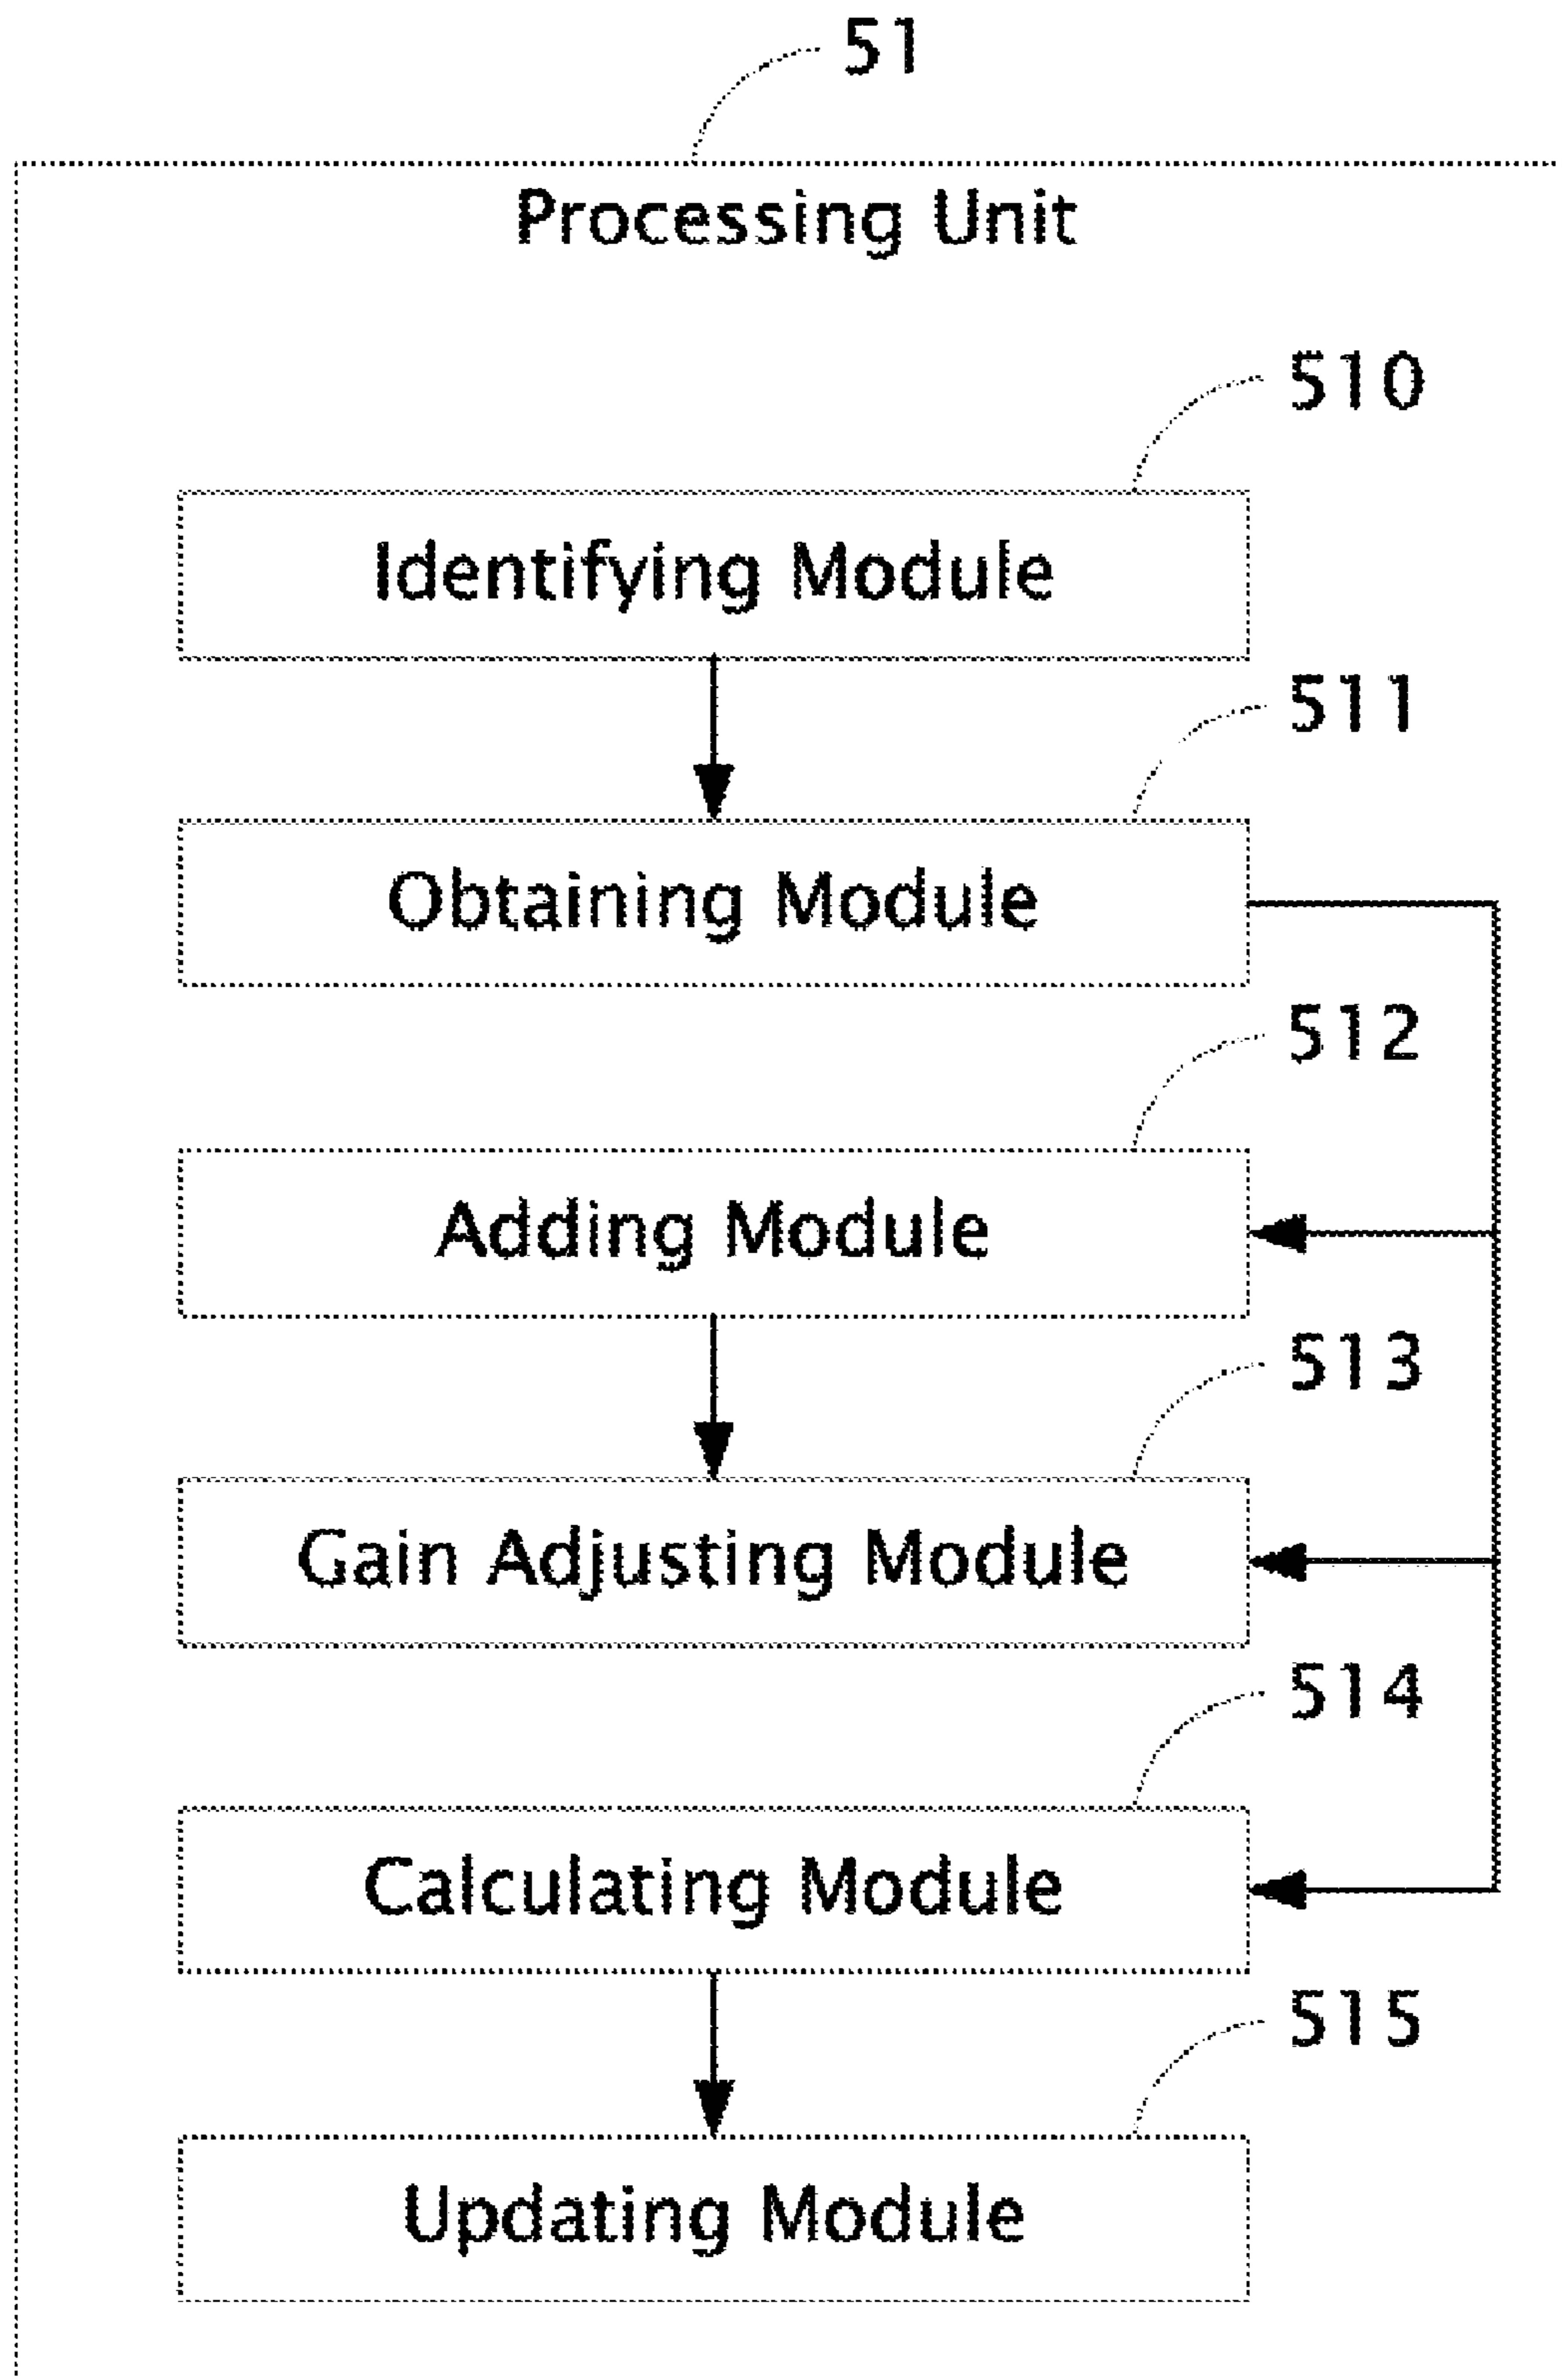 51
Processing Unit
510
Identifying Module
511
Obtaining Module
512
Adding Module
513
Gain Adjusting Module
514
Calculating Module
515
Updating Module